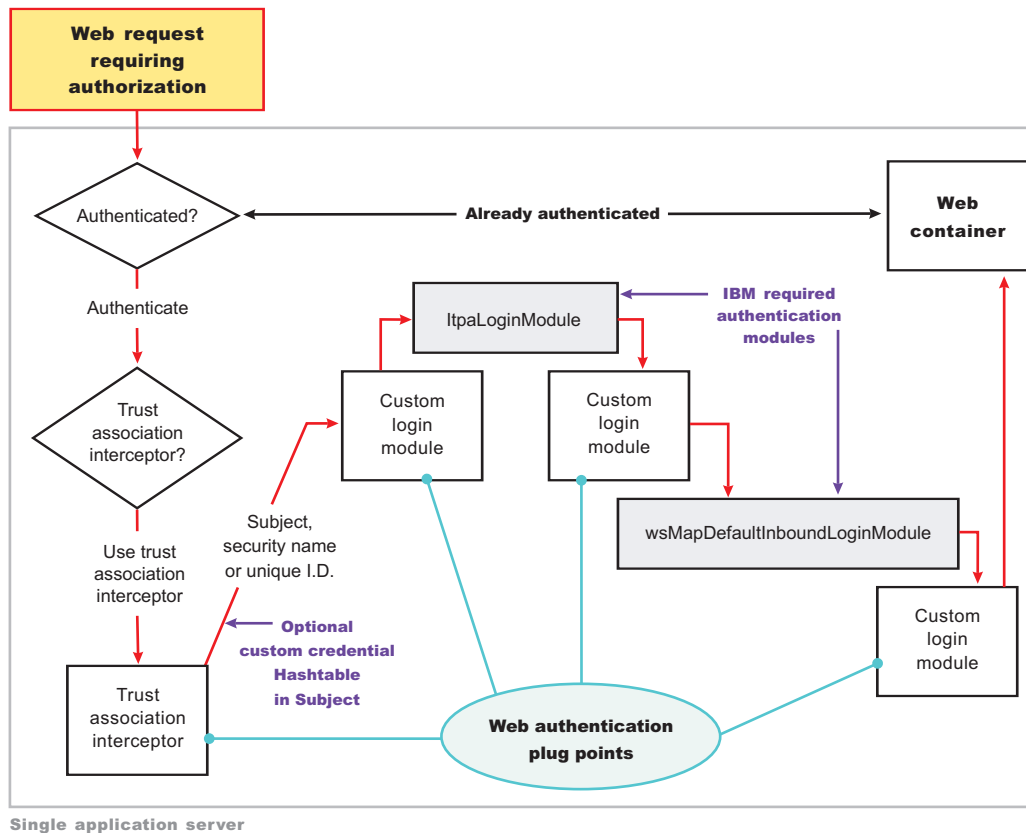 Web request
requiring
authorization
Authenticated?
Already authenticated
Web
container
Authenticate
ltpaLoginModule
IBM required
authentication
modules
Trust
association
interceptor?
Custom
login
module
Custom
login
module
Subject,
security name
or unique I.D.
wsMapDefaultInboundLoginModule
Use trust
association
interceptor
Optional
custom credential
Hashtable
in Subject
Custom
login
module
Trust
association
interceptor
Web authentication
plug points
Single application server